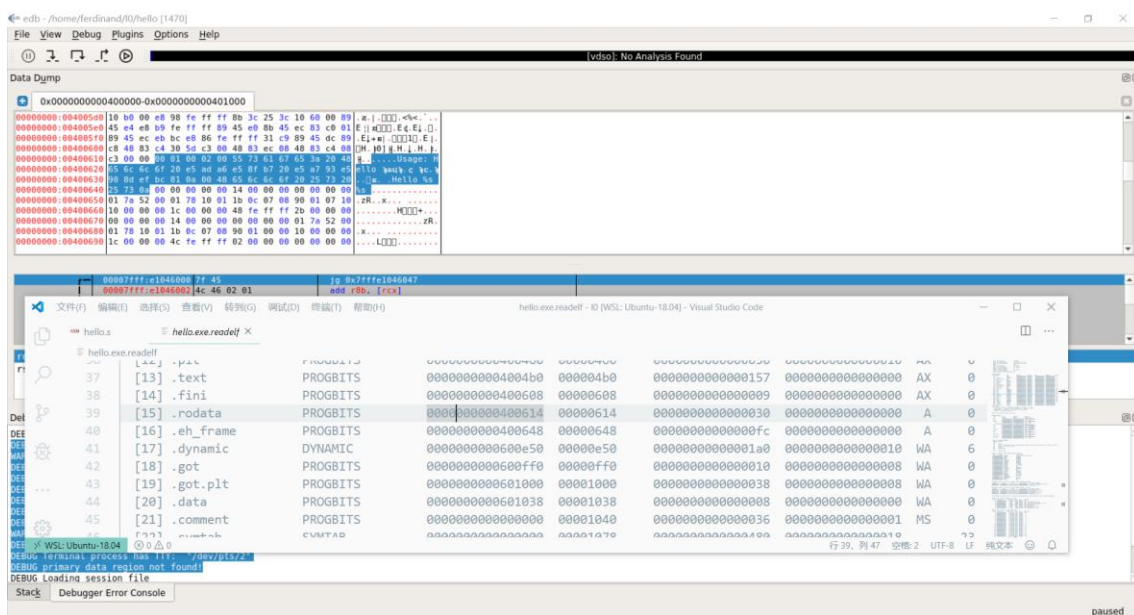 edb - /home/ferdinand/l0/hello [1470]
File View Debug Plugins Options Help
[vdso]: No Analysis Found
Data Dump
0x0000000000400000-0x0000000000401000
00000000:004005d0 10 b0 00 e8 98 fe ff ff 8b 3c 25 3c 10 60 00 89
00000000:004005e0 45 e4 e8 b9 fe ff ff 89 45 e0 8b 45 ec 83 c0 01
00000000:004005f0 89 45 ec eb bc e8 86 fe ff ff 31 c9 89 45 dc 89
00000000:00400600 c8 48 83 c4 30 5d c3 00 48 83 ec 08 48 83 c4 08
00000000:00400610 c3 00 00 00 01 00 02 00 55 73 61 67 65 3a 20 48 .......Usage: H
00000000:00400620 65 6c 6c 6f 20 e5 ad a6 e5 8f b7 20 e5 a7 93 e5 ello
00000000:00400630 90 8d ef bc 81 0a 00 48 65 6c 6c 6f 20 25 73 20 .Hello %s
00000000:00400640 25 73 0a 00 00 00 00 00 14 00 00 00 00 00 00 00 %s
00000000:00400650 01 7a 52 00 01 78 10 01 1b 0c 07 08 90 01 07 10 .zR..x...
00000000:00400660 10 00 00 00 1c 00 00 00 48 fe ff ff 2b 00 00 00
00000000:00400670 00 00 00 00 14 00 00 00 00 00 00 00 01 7a 52 00 .............zR.
00000000:00400680 01 78 10 01 1b 0c 07 08 90 01 00 00 10 00 00 00 .x..
00000000:00400690 1c 00 00 00 4c fe ff ff 02 00 00 00 00 00 00 00
00007fff:e1046000 7f 45 jg 0x7fffe1046047
00007fff:e1046002 4c 46 02 01 add r8b, [rcx]
文件(F) 编辑(E) 选择(S) 查看(V) 转到(G) 调试(D) 终端(T) 帮助(H) hello.exe.readelf - l0 [WSL: Ubuntu-18.04] - Visual Studio Code
hello.s hello.exe.readelf
hello.exe.readelf
37 [13] .text PROGBITS 00000000004004b0 000004b0 0000000000000157 0000000000000000 AX 0
38 [14] .fini PROGBITS 0000000000400608 00000608 0000000000000009 0000000000000000 AX 0
39 [15] .rodata PROGBITS 0000000000400614 00000614 0000000000000030 0000000000000000 A 0
40 [16] .eh_frame PROGBITS 0000000000400648 00000648 00000000000000fc 0000000000000000 A 0
41 [17] .dynamic DYNAMIC 0000000000600e50 00000e50 00000000000001a0 0000000000000010 WA 6
42 [18] .got PROGBITS 0000000000600ff0 00000ff0 0000000000000010 0000000000000008 WA 0
43 [19] .got.plt PROGBITS 0000000000601000 00001000 0000000000000038 0000000000000008 WA 0
44 [20] .data PROGBITS 0000000000601038 00001038 0000000000000008 0000000000000000 WA 0
45 [21] .comment PROGBITS 0000000000000000 00001040 0000000000000036 0000000000000001 MS 0
WSL: Ubuntu-18.04 0 0 行 39, 列 47 空格: 2 UTF-8 LF 纯文本
DEBUG Terminal process has TTY: "/dev/pts/2"
DEBUG primary data region not found!
DEBUG Loading session file
Stack Debugger Error Console
paused